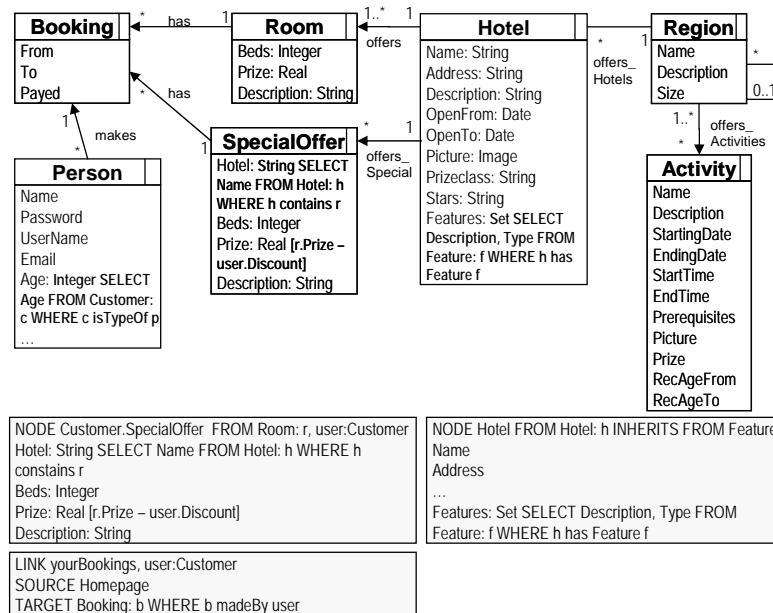 Booking
From
To
Payed
* has 1
Room
Beds: Integer
Prize: Real
Description: String
1..* 1
offers
Hotel
Name: String
Address: String
Description: String
OpenFrom: Date
OpenTo: Date
Picture: Image
Prizeclass: String
Stars: String
Features: Set SELECT
Description, Type FROM
Feature: f WHERE h has
Feature f
* 1
offers_
Hotels
Region
Name
Description
Size
*
0..1
* has 1
1
makes
*
SpecialOffer
Hotel: String SELECT
Name FROM Hotel: h
WHERE h contains r
Beds: Integer
Prize: Real [r.Prize –
user.Discount]
Description: String
* 1
offers_
Special
1..*
*
offers_
Activities
Person
Name
Password
UserName
Email
Age: Integer SELECT
Age FROM Customer:
c WHERE c isTypeOf p
...
Activity
Name
Description
StartingDate
EndingDate
StartTime
EndTime
Prerequisites
Picture
Prize
RecAgeFrom
RecAgeTo
NODE Customer.SpecialOffer FROM Room: r, user:Customer
Hotel: String SELECT Name FROM Hotel: h WHERE h
constains r
Beds: Integer
Prize: Real [r.Prize – user.Discount]
Description: String
NODE Hotel FROM Hotel: h INHERITS FROM Feature
Name
Address
...
Features: Set SELECT Description, Type FROM
Feature: f WHERE h has Feature f
LINK yourBookings, user:Customer
SOURCE Homepage
TARGET Booking: b WHERE b madeBy user